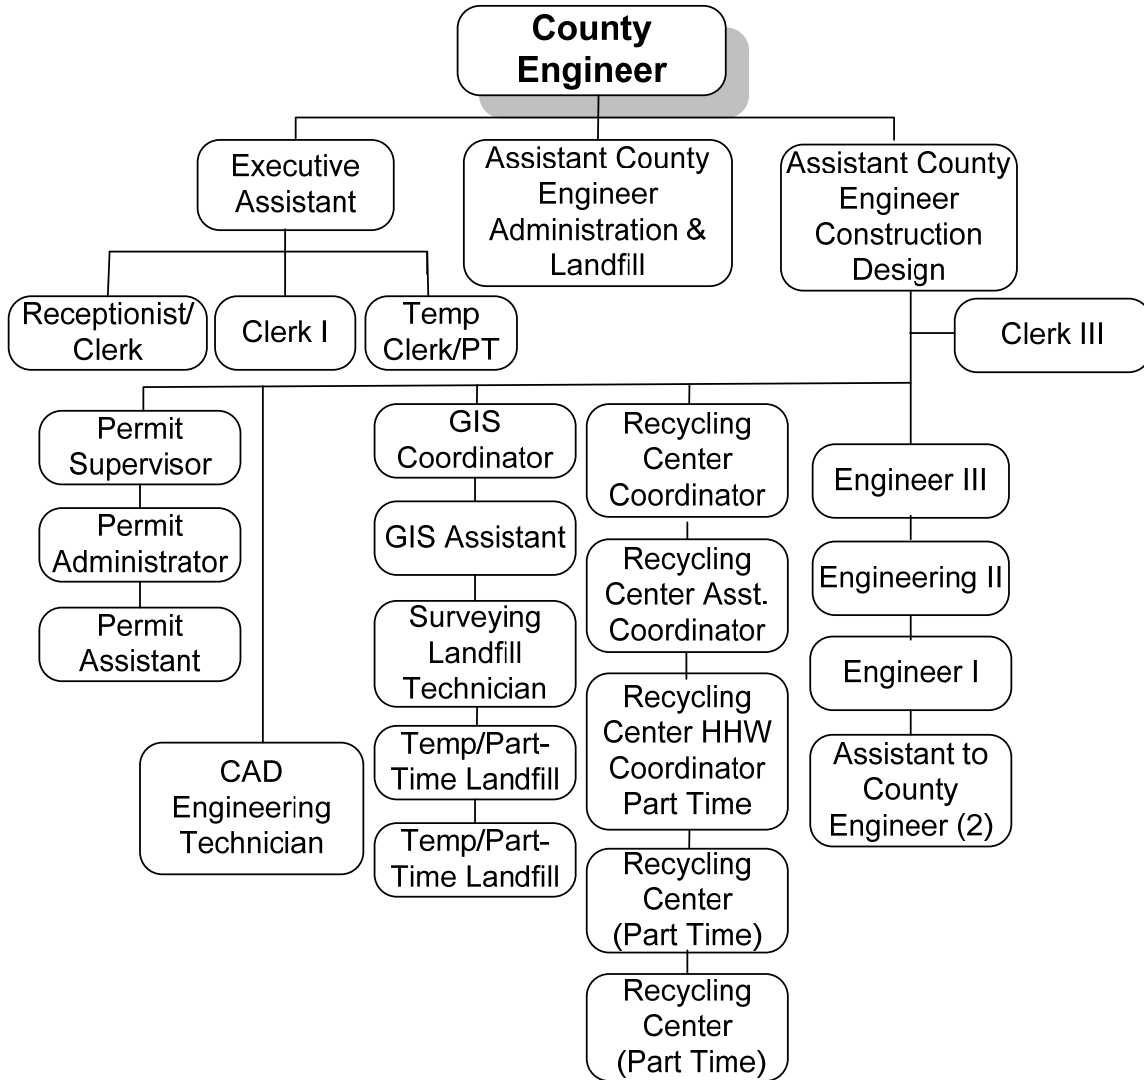 County
Engineer
Executive
Assistant
Assistant County
Engineer
Administration &
Landfill
Assistant County
Engineer
Construction
Design
Receptionist/
Clerk
Clerk I
Temp
Clerk/PT
Clerk III
Permit
Supervisor
Permit
Administrator
Permit
Assistant
CAD
Engineering
Technician
GIS
Coordinator
GIS Assistant
Surveying
Landfill
Technician
Temp/Part-
Time Landfill
Temp/Part-
Time Landfill
Recycling
Center
Coordinator
Recycling
Center Asst.
Coordinator
Recycling
Center HHW
Coordinator
Part Time
Recycling
Center
(Part Time)
Recycling
Center
(Part Time)
Engineer III
Engineering II
Engineer I
Assistant to
County
Engineer (2)